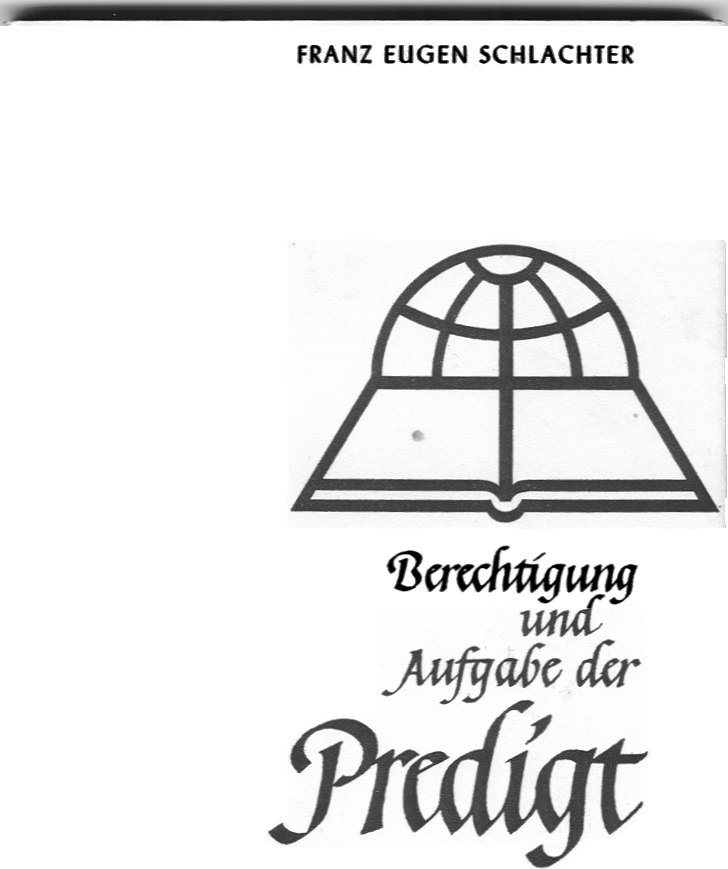 FRANZ EUGEN SCHLACHTER
Berechtigung
und
Aufgabe der
Predigt